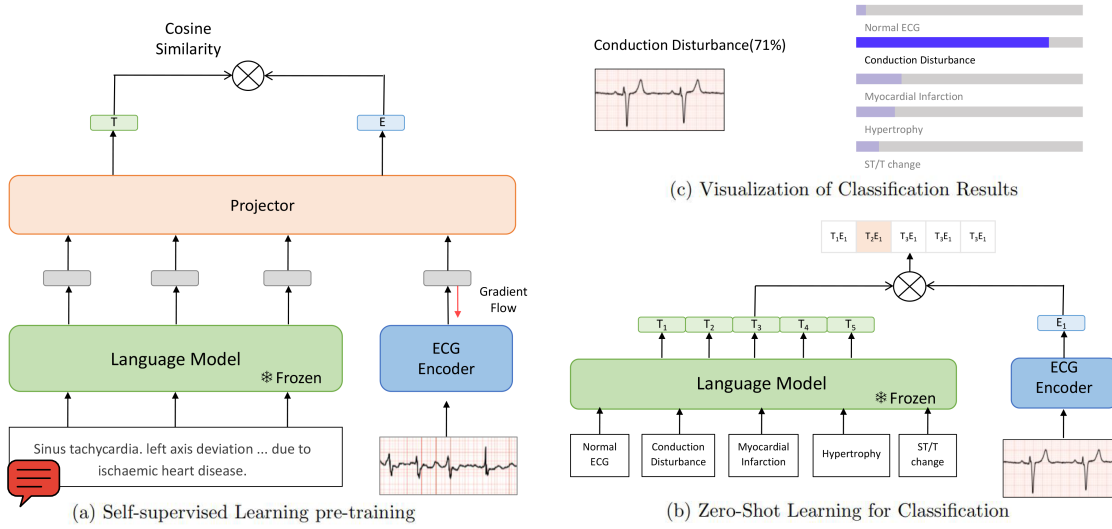 Cosine
Similarity
T
E
Projector
Gradient
Flow
Language Model
❄ Frozen
ECG
Encoder
Sinus tachycardia. left axis deviation ... due to
ischaemic heart disease.
(a) Self-supervised Learning pre-training
Conduction Disturbance(71%)
Normal ECG
Conduction Disturbance
Myocardial Infarction
Hypertrophy
ST/T change
(c) Visualization of Classification Results
T₁E₁ T₂E₁ T₃E₁ T₃E₁ T₃E₁
T₁ T₂ T₃ T₄ T₅
E₁
Language Model
❄ Frozen
ECG
Encoder
Normal
ECG
Conduction
Disturbance
Myocardial
Infarction
Hypertrophy
ST/T
change
(b) Zero-Shot Learning for Classification